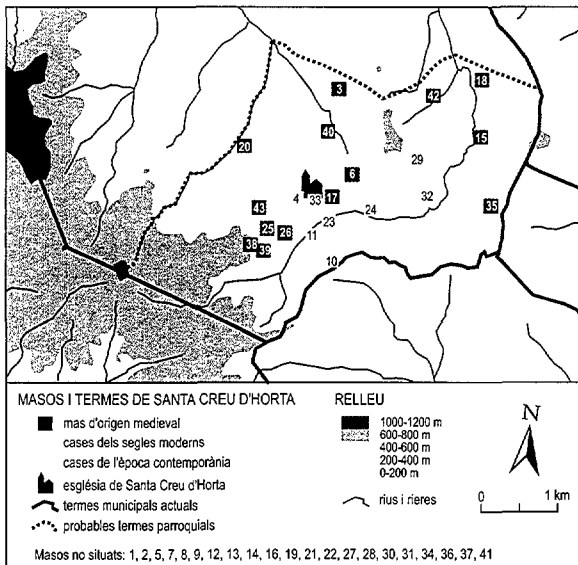 3
18
42
40
15
20
29
6
4
33
17
32
35
43
24
23
25
26
11
38
39
10
MASOS I TERMES DE SANTA CREU D'HORTA
mas d'origen medieval
cases dels segles moderns
cases de l'època contemporània
església de Santa Creu d'Horta
termes municipals actuals
probables termes parroquials
RELLEU
1000-1200 m
600-800 m
400-600 m
200-400 m
0-200 m
rius i rieres
N
0 1 km
Masos no situats: 1, 2, 5, 7, 8, 9, 12, 13, 14, 16, 19, 21, 22, 27, 28, 30, 31, 34, 36, 37, 41